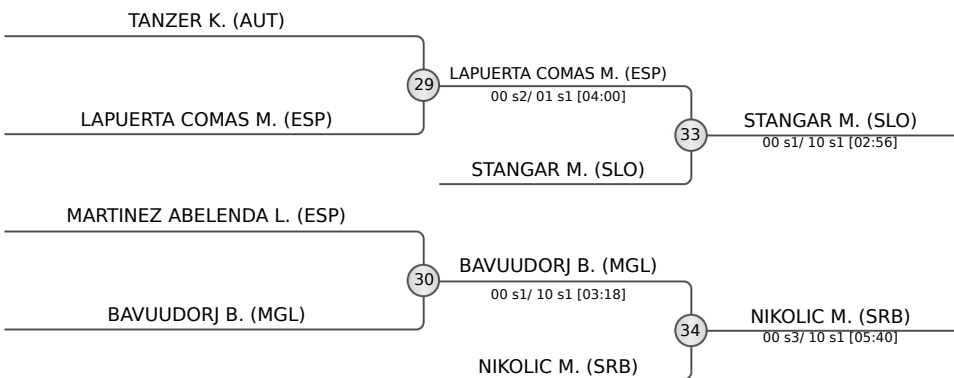 TANZER K. (AUT)
29
LAPUERTA COMAS M. (ESP)
00 s2/ 01 s1 [04:00]
LAPUERTA COMAS M. (ESP)
33
STANGAR M. (SLO)
00 s1/ 10 s1 [02:56]
STANGAR M. (SLO)
MARTINEZ ABELENDA L. (ESP)
30
BAVUUDORJ B. (MGL)
00 s1/ 10 s1 [03:18]
BAVUUDORJ B. (MGL)
34
NIKOLIC M. (SRB)
00 s3/ 10 s1 [05:40]
NIKOLIC M. (SRB)